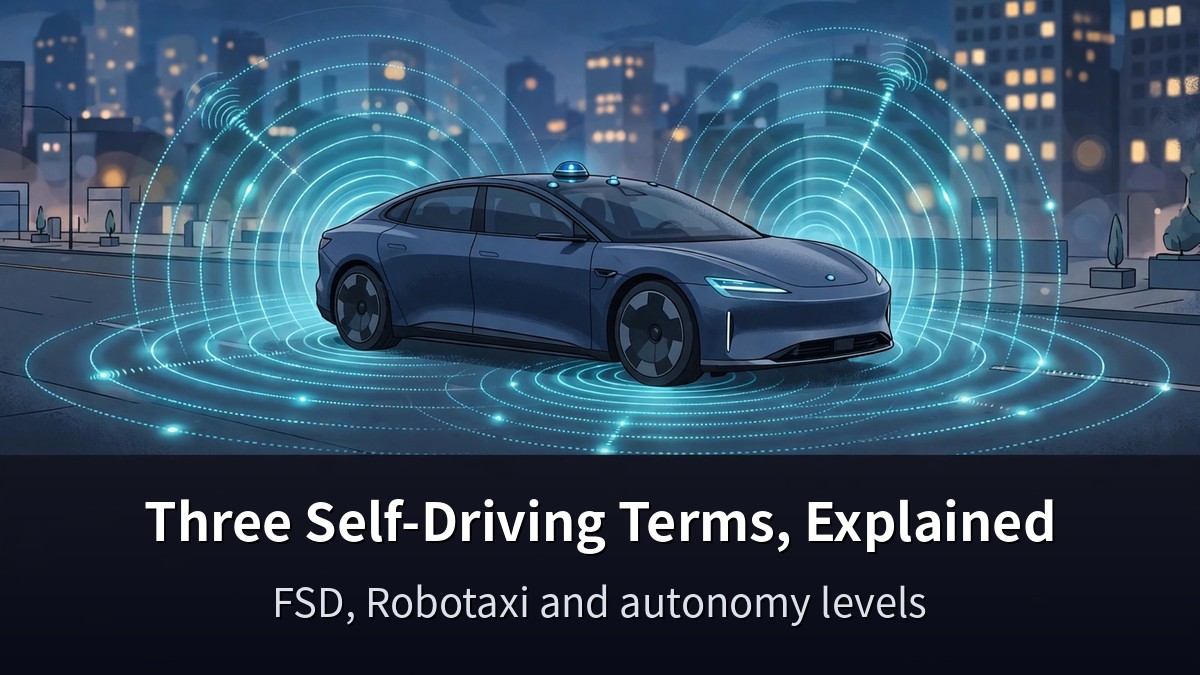 Three Self-Driving Terms, Explained
FSD, Robotaxi and autonomy levels